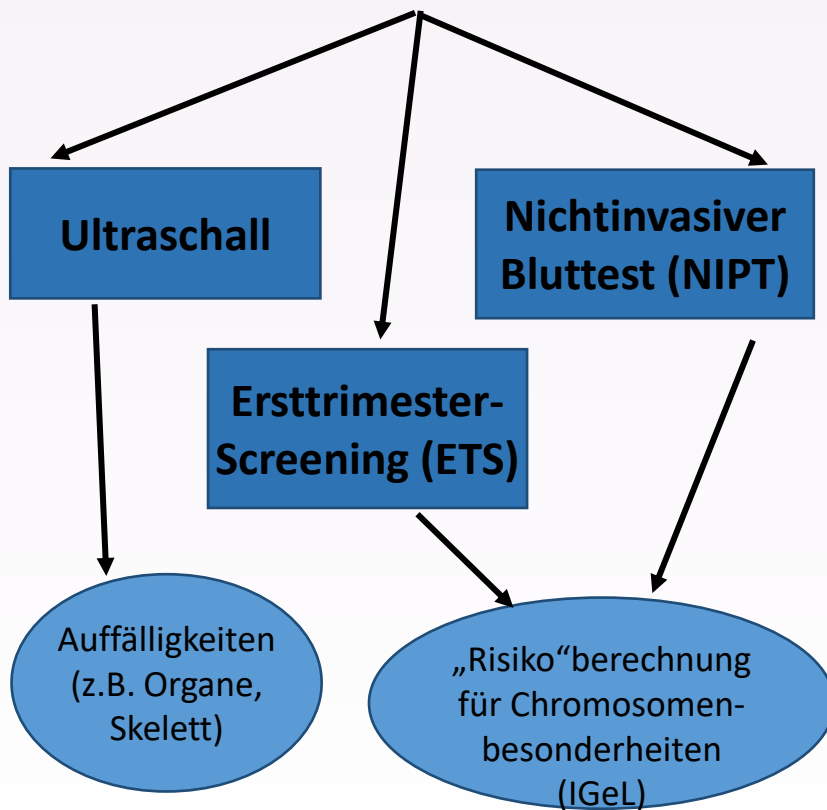 Ultraschall
Nichtinvasiver
Bluttest (NIPT)
Ersttrimester-
Screening (ETS)
Auffälligkeiten
(z.B. Organe,
Skelett)
„Risiko“berechnung
für Chromosomen-
besonderheiten
(IGeL)